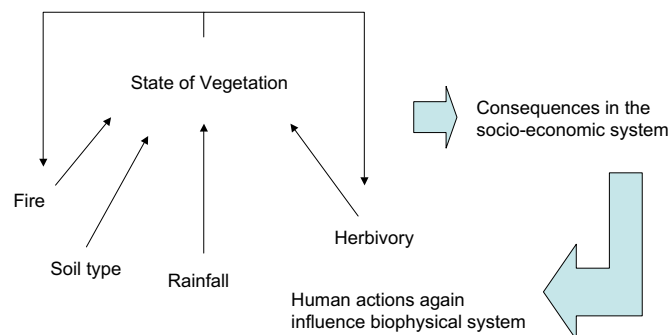 State of Vegetation
Consequences in the
socio-economic system
Fire
Soil type
Rainfall
Herbivory
Human actions again
influence biophysical system